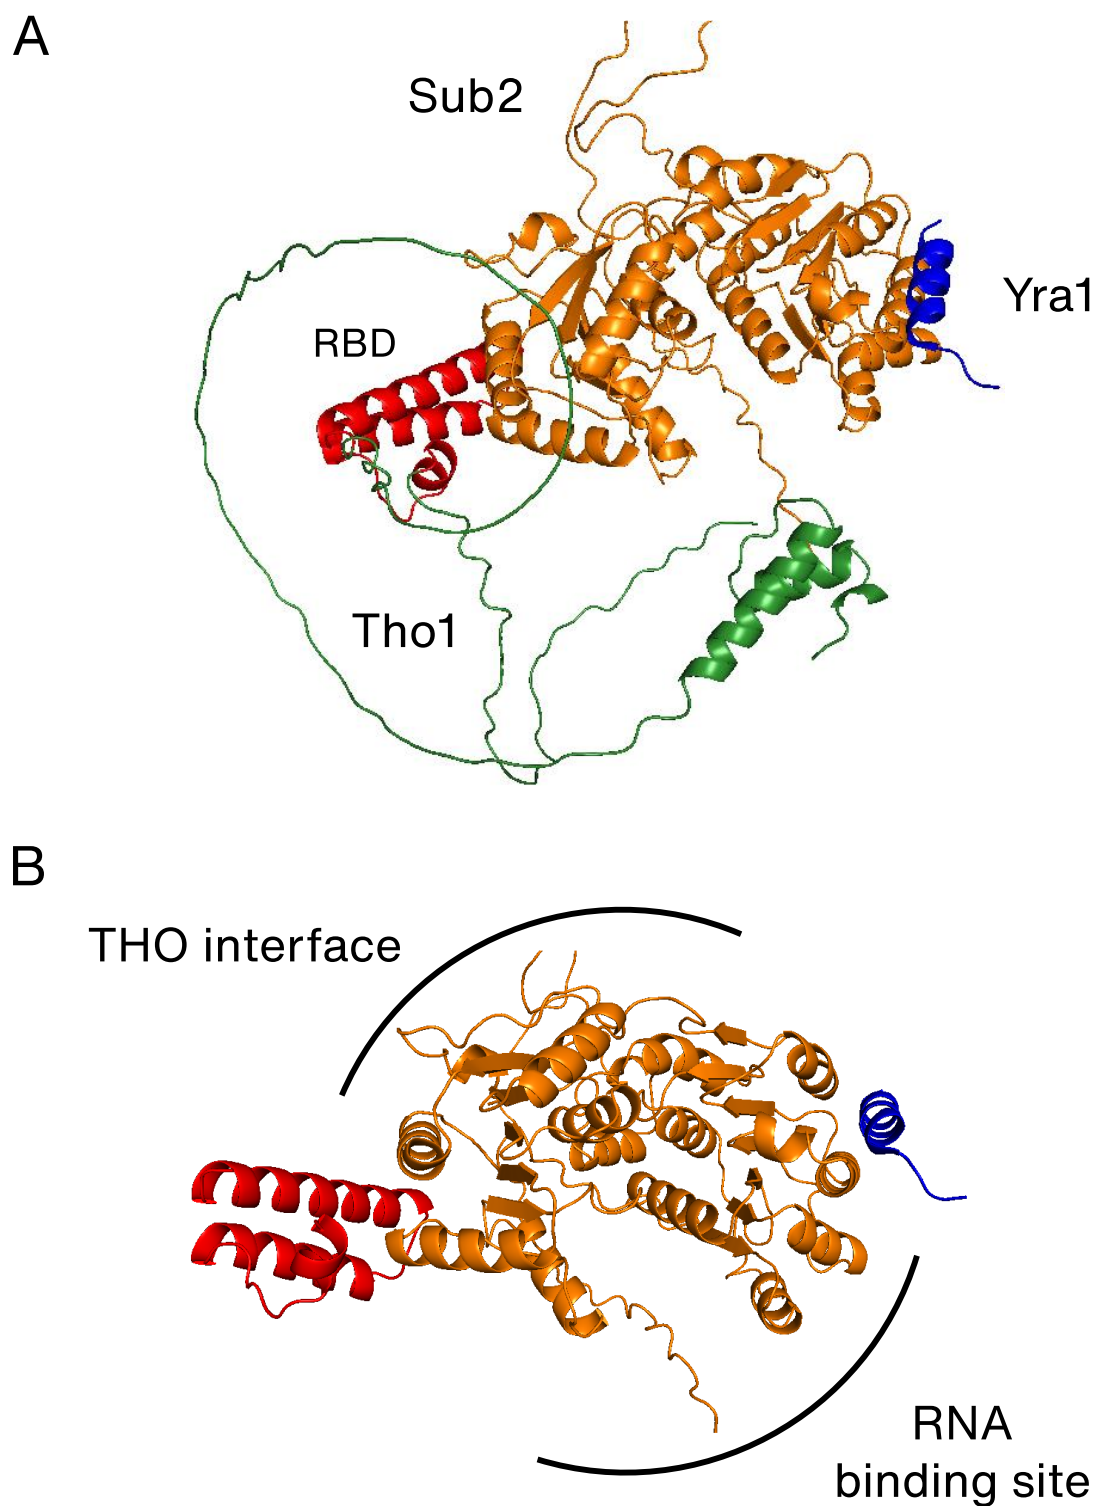 A
Sub2
Yra1
RBD
Tho1
B
THO interface
RNA
binding site